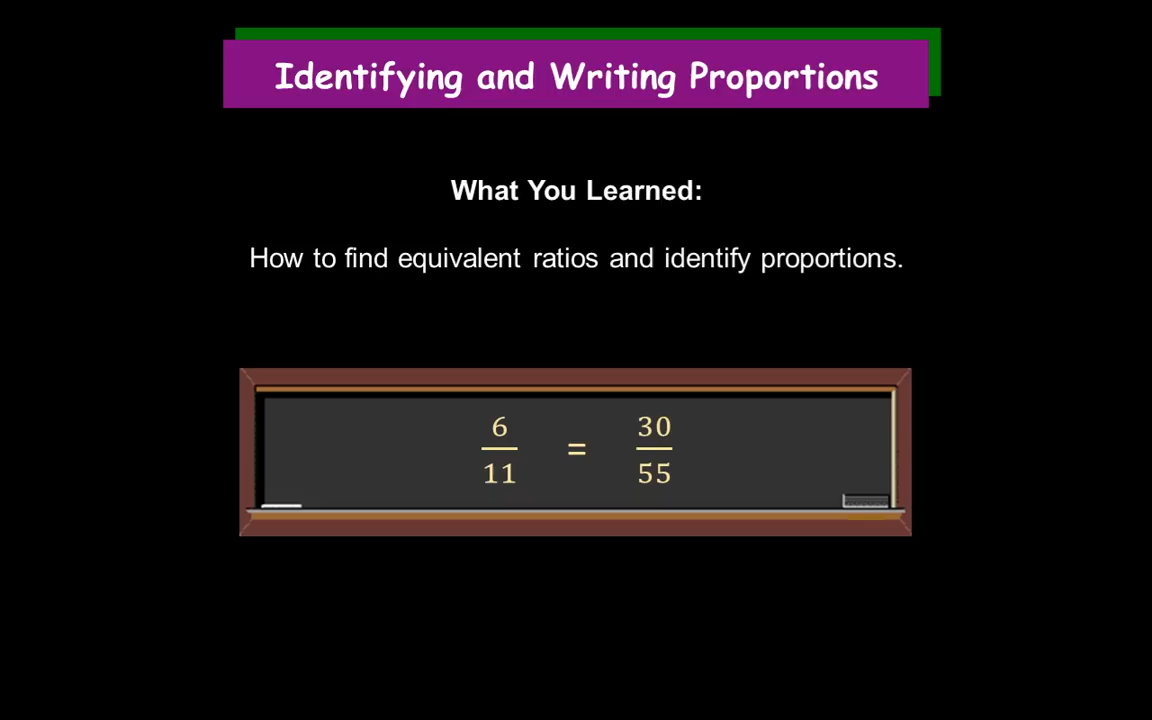 Identifying and Writing Proportions
What You Learned:
How to find equivalent ratios and identify proportions.
6/11 = 30/55